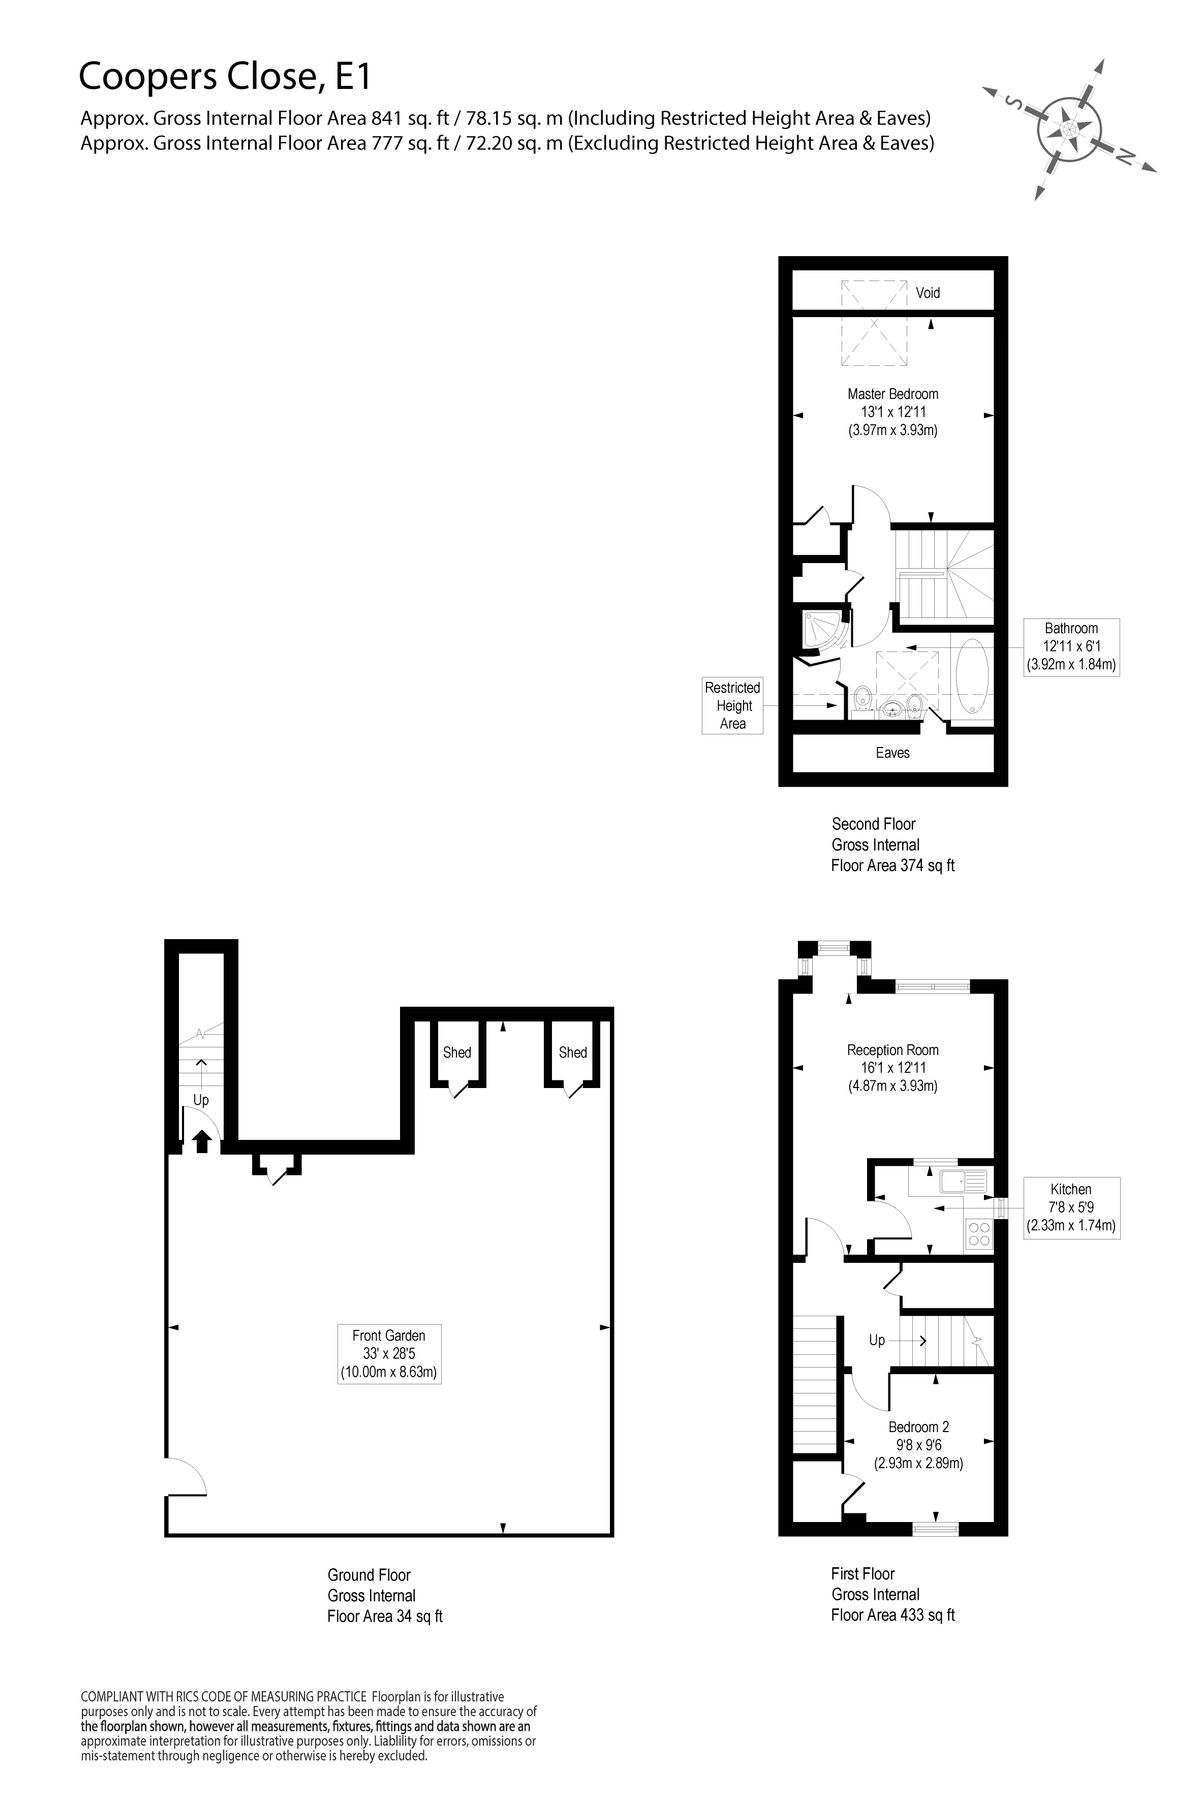 Coopers Close, E1
Approx. Gross Internal Floor Area 841 sq. ft / 78.15 sq. m (Including Restricted Height Area & Eaves)
Approx. Gross Internal Floor Area 777 sq. ft / 72.20 sq. m (Excluding Restricted Height Area & Eaves)
S
N
Void
Master Bedroom
13'1 x 12'11
(3.97m x 3.93m)
Bathroom
12'11 x 6'1
(3.92m x 1.84m)
Restricted
Height
Area
Eaves
Second Floor
Gross Internal
Floor Area 374 sq ft
Shed
Shed
Up
Front Garden
33' x 28'5
(10.00m x 8.63m)
Ground Floor
Gross Internal
Floor Area 34 sq ft
Reception Room
16'1 x 12'11
(4.87m x 3.93m)
Kitchen
7'8 x 5'9
(2.33m x 1.74m)
Up
Bedroom 2
9'8 x 9'6
(2.93m x 2.89m)
First Floor
Gross Internal
Floor Area 433 sq ft
COMPLIANT WITH RICS CODE OF MEASURING PRACTICE Floorplan is for illustrative
purposes only and is not to scale. Every attempt has been made to ensure the accuracy of
the floorplan shown, however all measurements, fixtures, fittings and data shown are an
approximate interpretation for illustrative purposes only. Liablility for errors, omissions or
mis-statement through negligence or otherwise is hereby excluded.